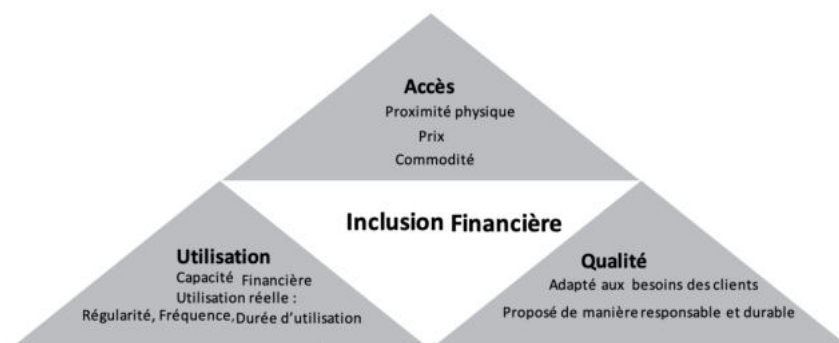 Accès
Proximité physique
Prix
Commodité
Inclusion Financière
Utilisation
Capacité Financière
Utilisation réelle :
Régularité, Fréquence, Durée d'utilisation
Qualité
Adapté aux besoins des clients
Proposé de manière responsable et durable